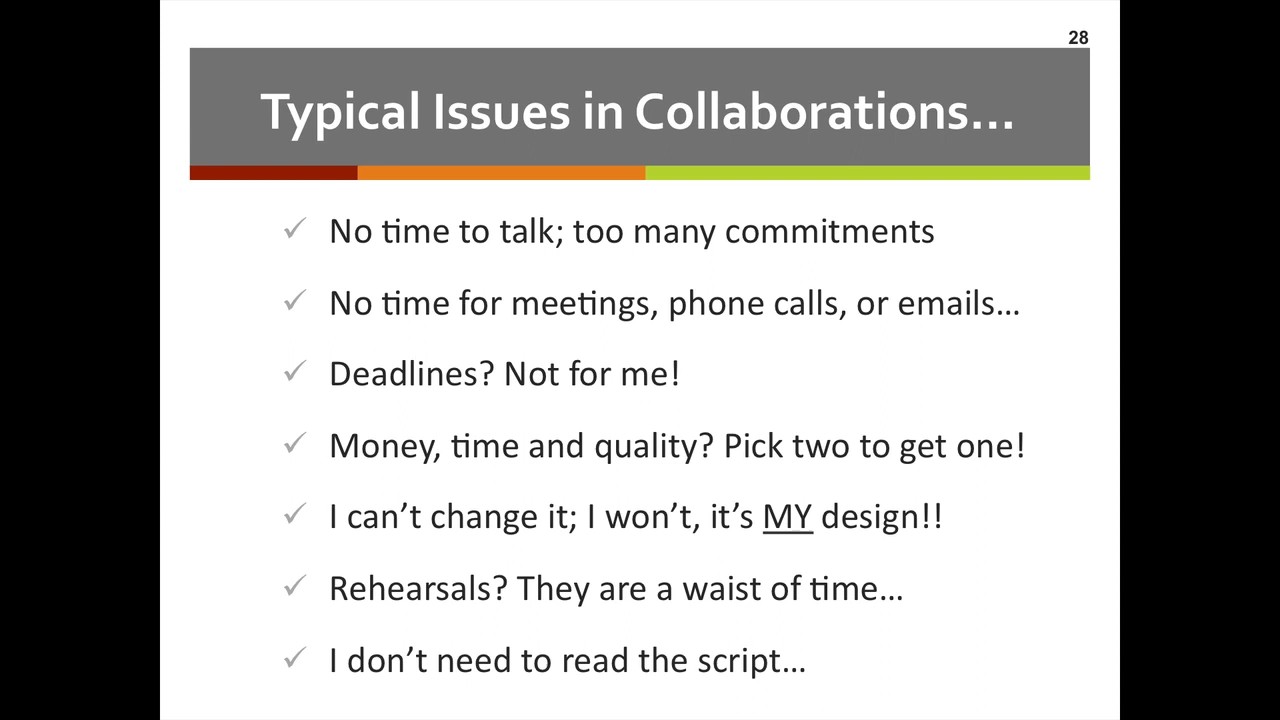 28
Typical Issues in Collaborations...
✓ No time to talk; too many commitments
✓ No time for meetings, phone calls, or emails...
✓ Deadlines? Not for me!
✓ Money, time and quality? Pick two to get one!
✓ I can’t change it; I won’t, it’s MY design!!
✓ Rehearsals? They are a waist of time...
✓ I don’t need to read the script...